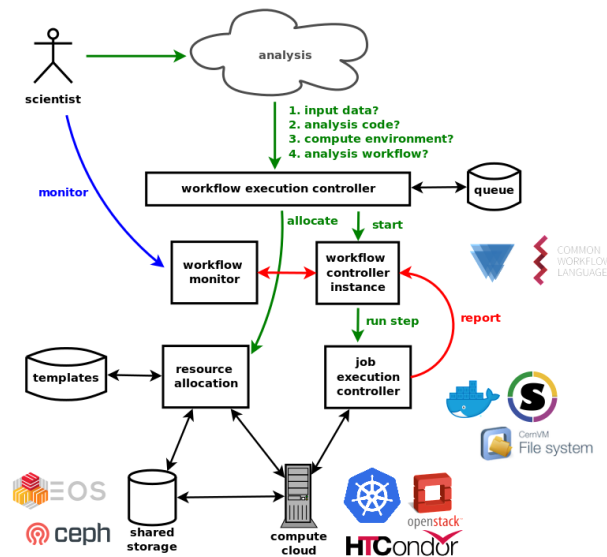 analysis
scientist
1. input data?
2. analysis code?
3. compute environment?
4. analysis workflow?
monitor
workflow execution controller
queue
allocate
start
workflow
monitor
workflow
controller
instance
COMMON
WORKFLOW
LANGUAGE
run step
report
templates
resource
allocation
job
execution
controller
S
CernVM
File system
EOS
ceph
shared
storage
compute
cloud
openstack
HTCondor